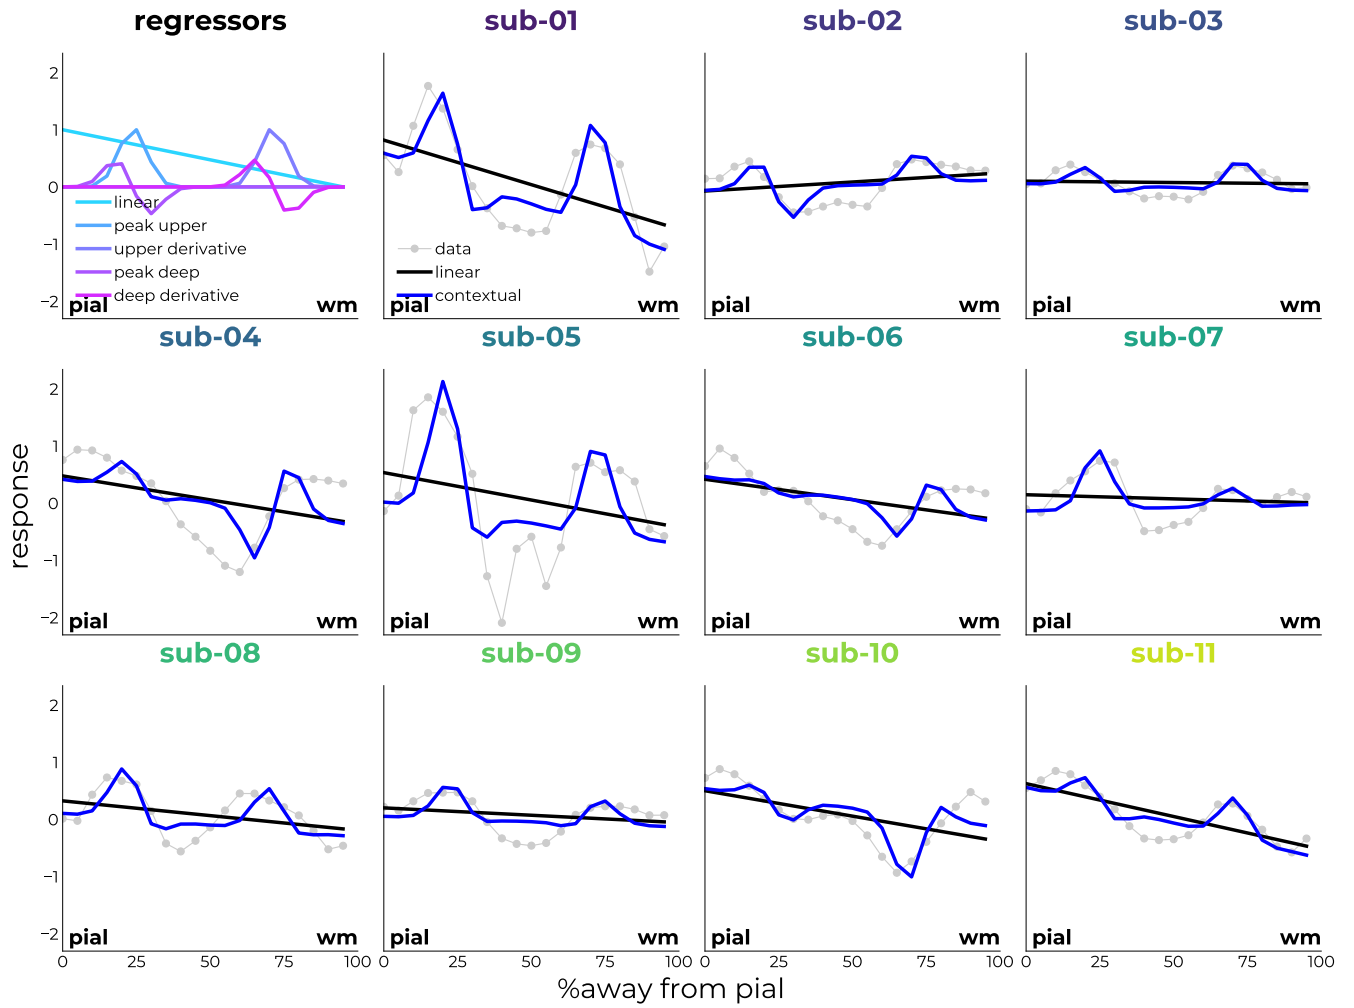 regressors
sub-01
sub-02
sub-03
2
1
0
−1
−2
linear
peak upper
upper derivative
peak deep
deep derivative
pial
wm
data
linear
contextual
pial
wm
pial
wm
pial
wm
sub-04
sub-05
sub-06
sub-07
response
2
1
0
−1
−2
pial
wm
pial
wm
pial
wm
pial
wm
sub-08
sub-09
sub-10
sub-11
2
1
0
−1
−2
pial
wm
pial
wm
pial
wm
pial
wm
0 25 50 75 100
0 25 50 75 100
0 25 50 75 100
0 25 50 75 100
%away from pial